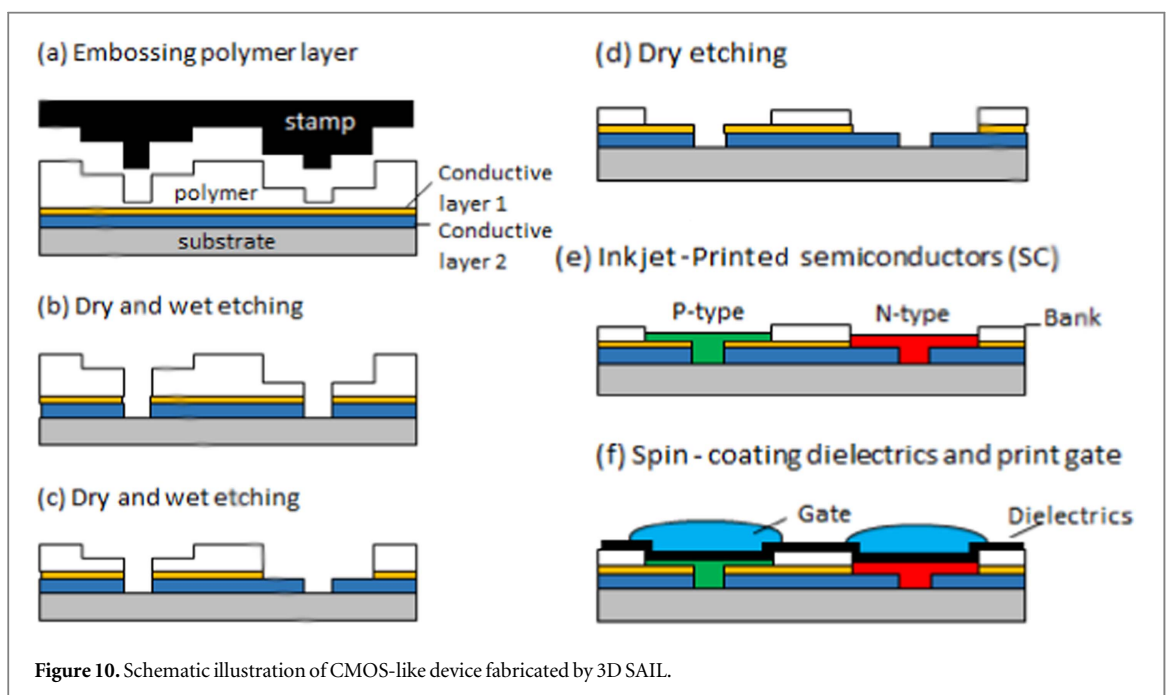 (a) Embossing polymer layer
stamp
polymer
Conductive
layer 1
substrate
Conductive
layer 2
(b) Dry and wet etching
(c) Dry and wet etching
(d) Dry etching
(e) Inkjet-Printed semiconductors (SC)
P-type
N-type
Bank
(f) Spin - coating dielectrics and print gate
Gate
Dielectrics
Figure 10. Schematic illustration of CMOS-like device fabricated by 3D SAIL.